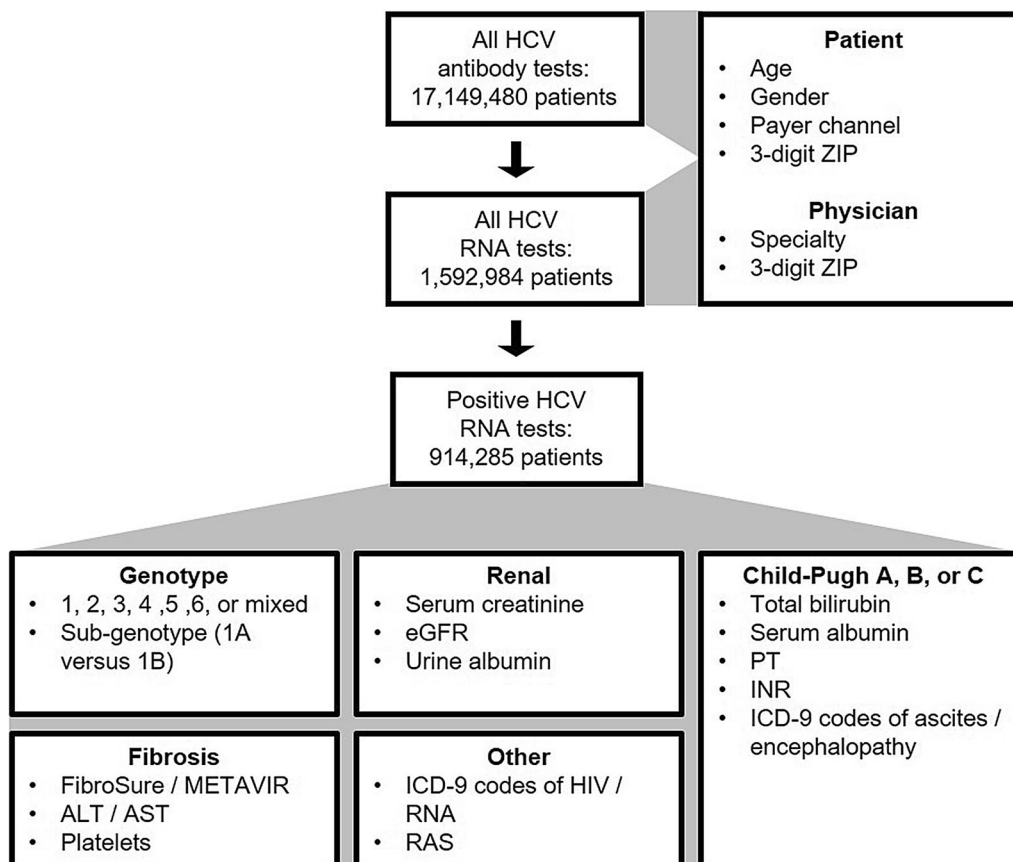 All HCV
antibody tests:
17,149,480 patients
Patient
• Age
• Gender
• Payer channel
• 3-digit ZIP
Physician
• Specialty
• 3-digit ZIP
All HCV
RNA tests:
1,592,984 patients
Positive HCV
RNA tests:
914,285 patients
Genotype
• 1, 2, 3, 4 ,5 ,6, or mixed
• Sub-genotype (1A
versus 1B)
Renal
• Serum creatinine
• eGFR
• Urine albumin
Child-Pugh A, B, or C
• Total bilirubin
• Serum albumin
• PT
• INR
• ICD-9 codes of ascites /
encephalopathy
Fibrosis
• FibroSure / METAVIR
• ALT / AST
• Platelets
Other
• ICD-9 codes of HIV /
RNA
• RAS